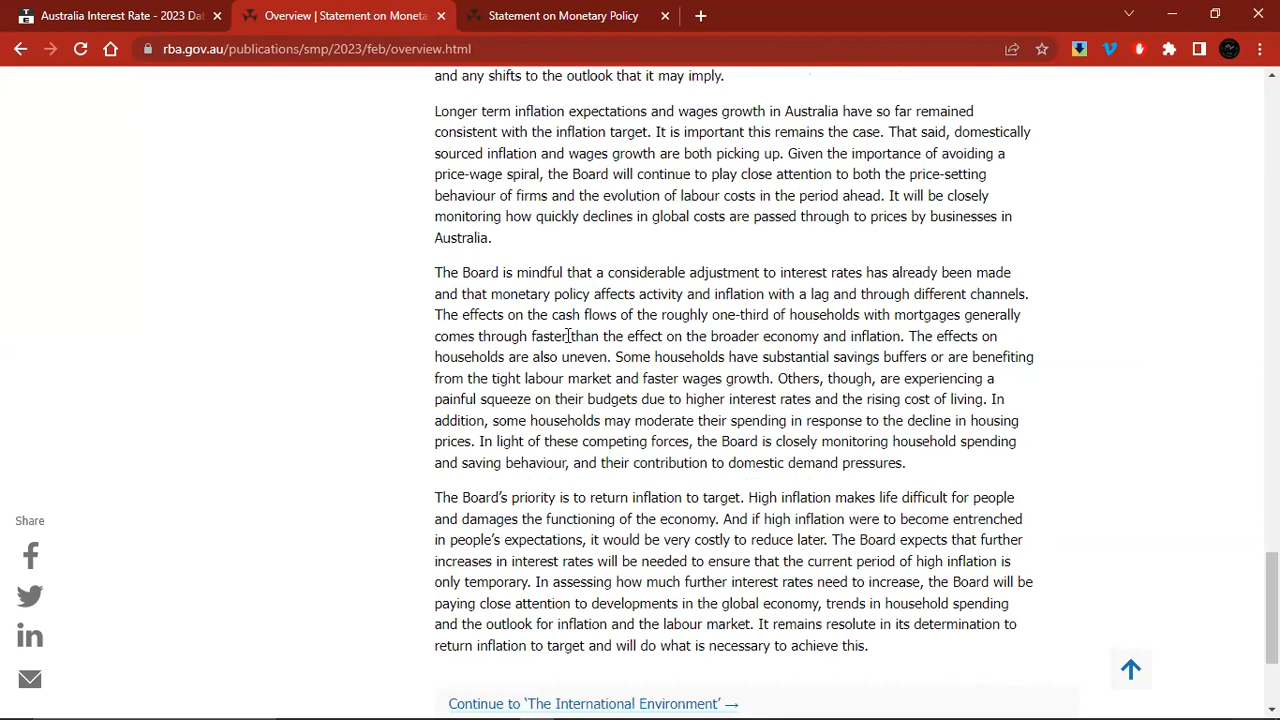 Australia Interest Rate - 2023 Dat
Overview | Statement on Moneta
Statement on Monetary Policy
rba.gov.au/publications/smp/2023/feb/overview.html
and any shifts to the outlook that it may imply.
Longer term inflation expectations and wages growth in Australia have so far remained
consistent with the inflation target. It is important this remains the case. That said, domestically
sourced inflation and wages growth are both picking up. Given the importance of avoiding a
price-wage spiral, the Board will continue to play close attention to both the price-setting
behaviour of firms and the evolution of labour costs in the period ahead. It will be closely
monitoring how quickly declines in global costs are passed through to prices by businesses in
Australia.
The Board is mindful that a considerable adjustment to interest rates has already been made
and that monetary policy affects activity and inflation with a lag and through different channels.
The effects on the cash flows of the roughly one-third of households with mortgages generally
comes through faster than the effect on the broader economy and inflation. The effects on
households are also uneven. Some households have substantial savings buffers or are benefiting
from the tight labour market and faster wages growth. Others, though, are experiencing a
painful squeeze on their budgets due to higher interest rates and the rising cost of living. In
addition, some households may moderate their spending in response to the decline in housing
prices. In light of these competing forces, the Board is closely monitoring household spending
and saving behaviour, and their contribution to domestic demand pressures.
The Board's priority is to return inflation to target. High inflation makes life difficult for people
and damages the functioning of the economy. And if high inflation were to become entrenched
in people's expectations, it would be very costly to reduce later. The Board expects that further
increases in interest rates will be needed to ensure that the current period of high inflation is
only temporary. In assessing how much further interest rates need to increase, the Board will be
paying close attention to developments in the global economy, trends in household spending
and the outlook for inflation and the labour market. It remains resolute in its determination to
return inflation to target and will do what is necessary to achieve this.
Share
Continue to ‘The International Environment’ →